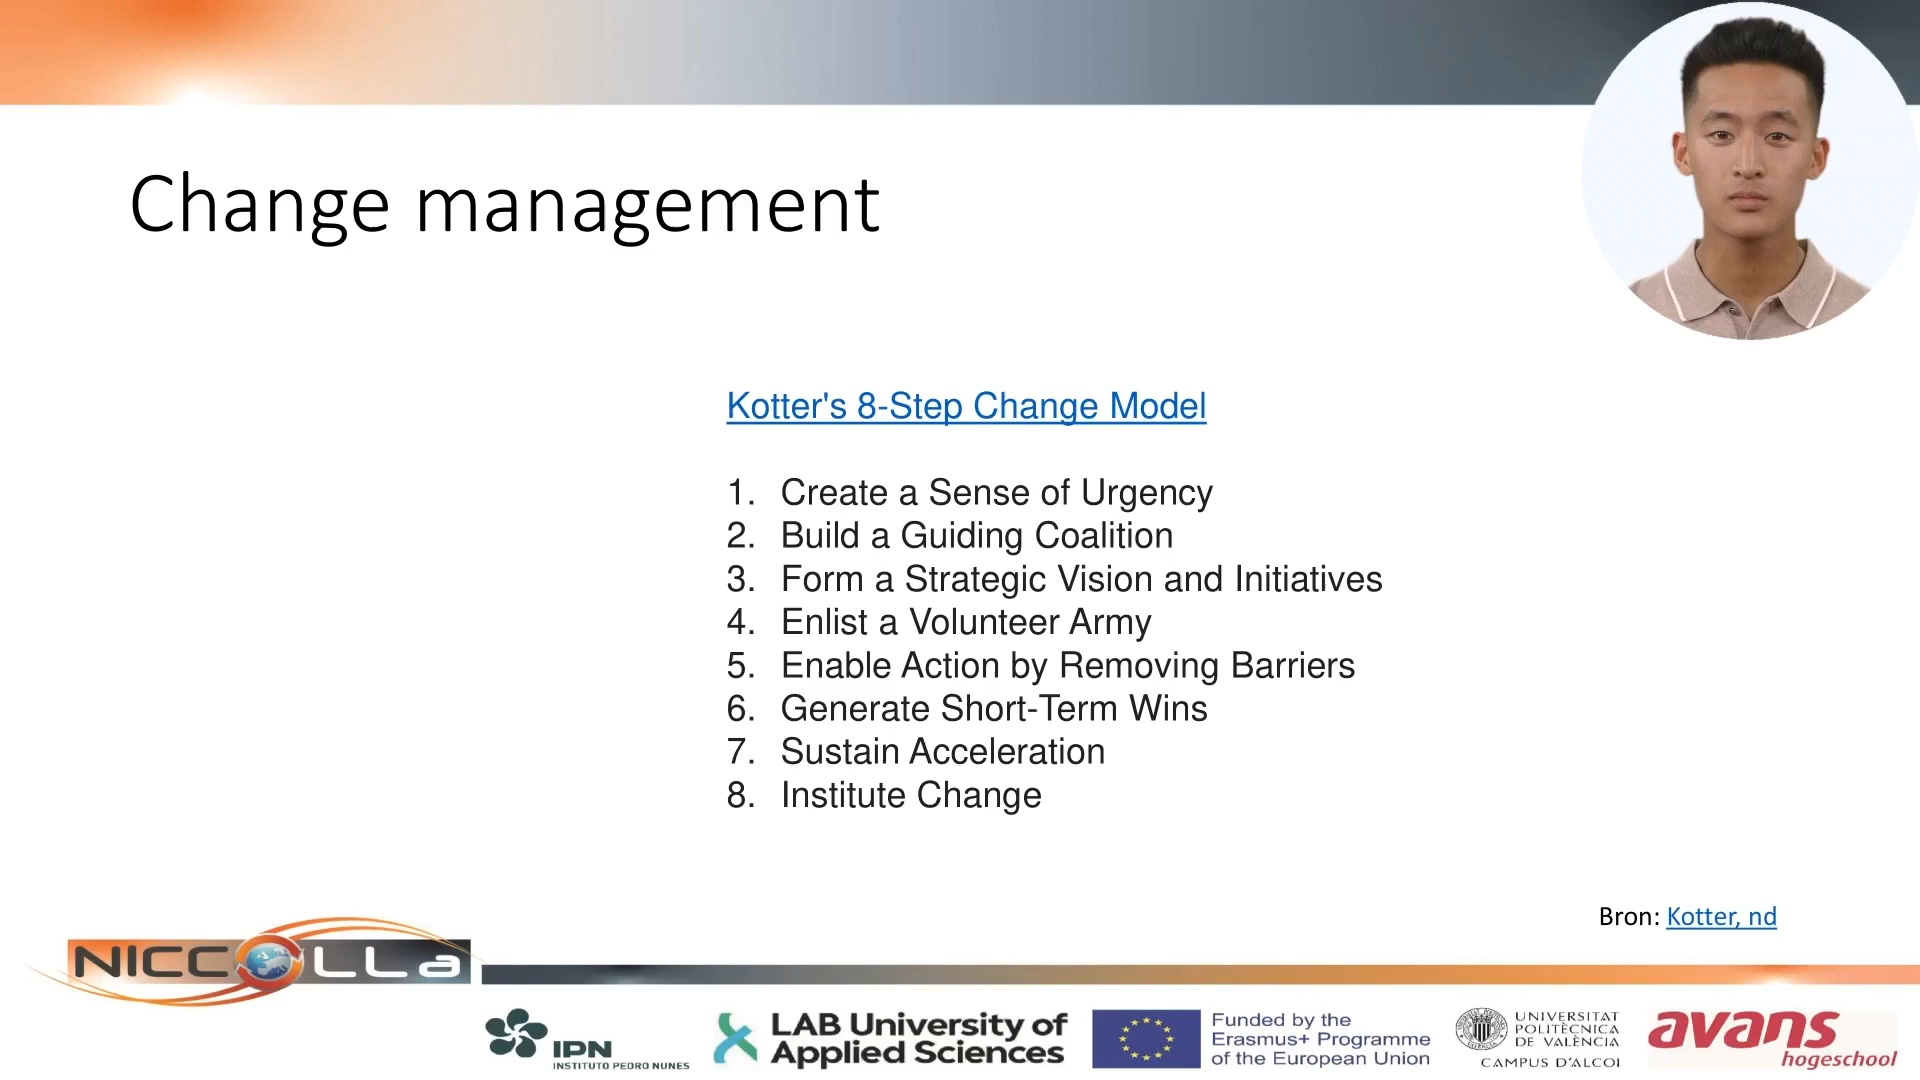 Change management
Kotter's 8-Step Change Model
1. Create a Sense of Urgency
2. Build a Guiding Coalition
3. Form a Strategic Vision and Initiatives
4. Enlist a Volunteer Army
5. Enable Action by Removing Barriers
6. Generate Short-Term Wins
7. Sustain Acceleration
8. Institute Change
Bron: Kotter, nd
NICCOLLa
IPN
INSTITUTO PEDRO NUNES
LAB University of
Applied Sciences
Funded by the
Erasmus+ Programme
of the European Union
UNIVERSITAT
POLITÈCNICA
DE VALÈNCIA
CAMPUS D'ALCOI
avans
hogeschool